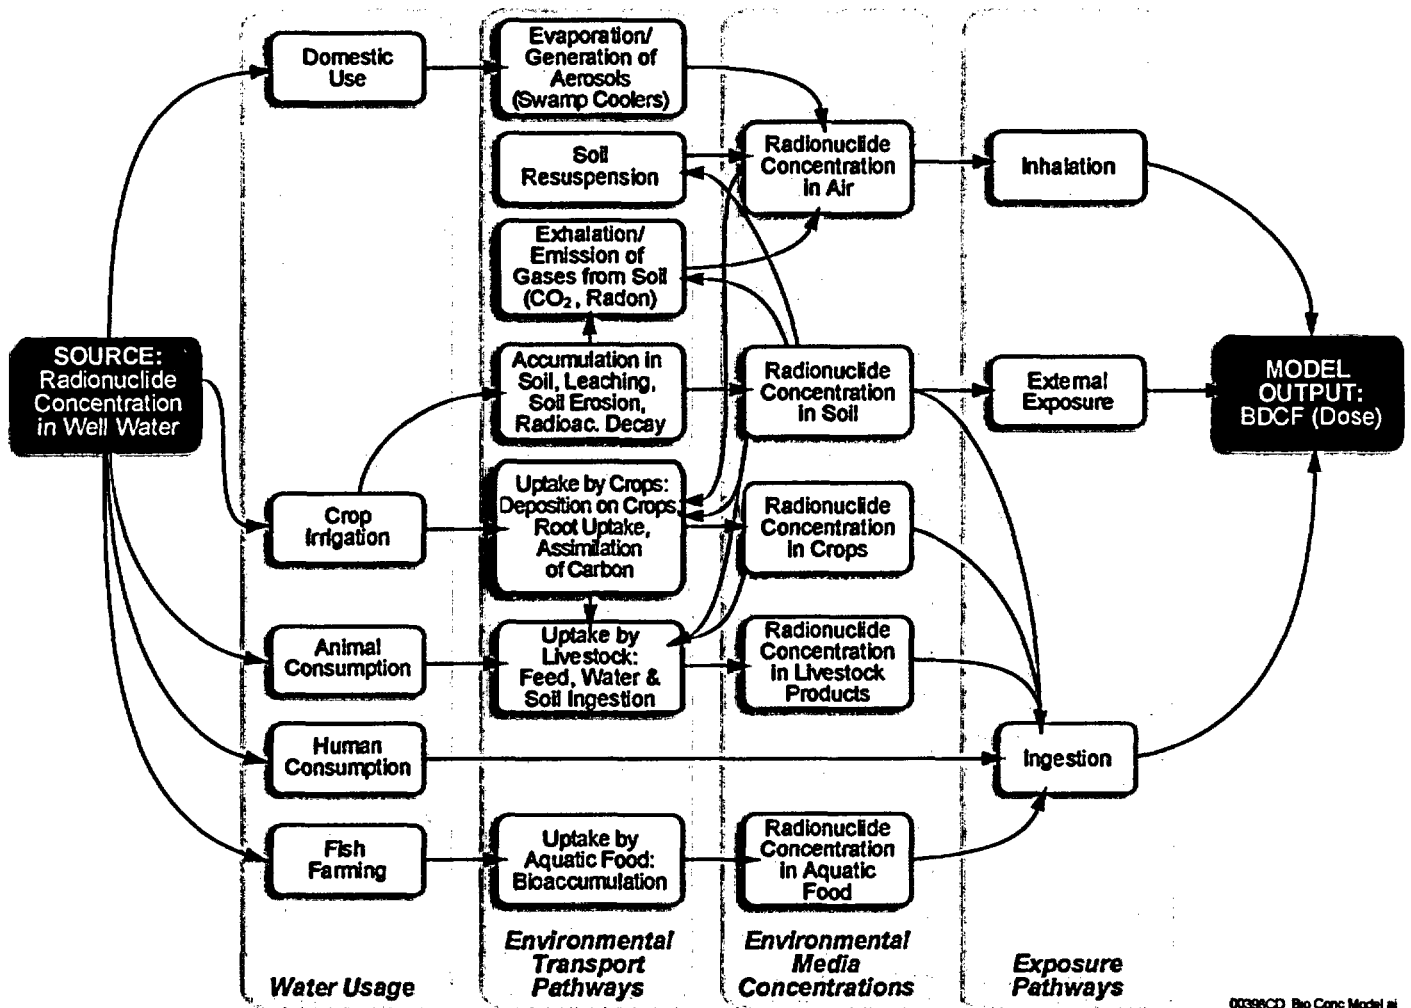 Domestic
Use
Evaporation/
Generation of
Aerosols
(Swamp Coolers)
Soil
Resuspension
Radionuclide
Concentration
in Air
Inhalation
Exhalation/
Emission of
Gases from Soil
(CO₂, Radon)
SOURCE:
Radionuclide
Concentration
in Well Water
Accumulation in
Soil, Leaching,
Soil Erosion,
Radioac. Decay
Radionuclide
Concentration
in Soil
External
Exposure
MODEL
OUTPUT:
BDCF (Dose)
Crop
Irrigation
Uptake by Crops:
Deposition on Crops,
Root Uptake,
Assimilation
of Carbon
Radionuclide
Concentration
in Crops
Animal
Consumption
Uptake by
Livestock:
Feed, Water &
Soil Ingestion
Radionuclide
Concentration
in Livestock
Products
Human
Consumption
Ingestion
Fish
Farming
Uptake by
Aquatic Food:
Bioaccumulation
Radionuclide
Concentration
in Aquatic
Food
Water Usage
Environmental
Transport
Pathways
Environmental
Media
Concentrations
Exposure
Pathways
00398CD_Bio Conc Model.ai